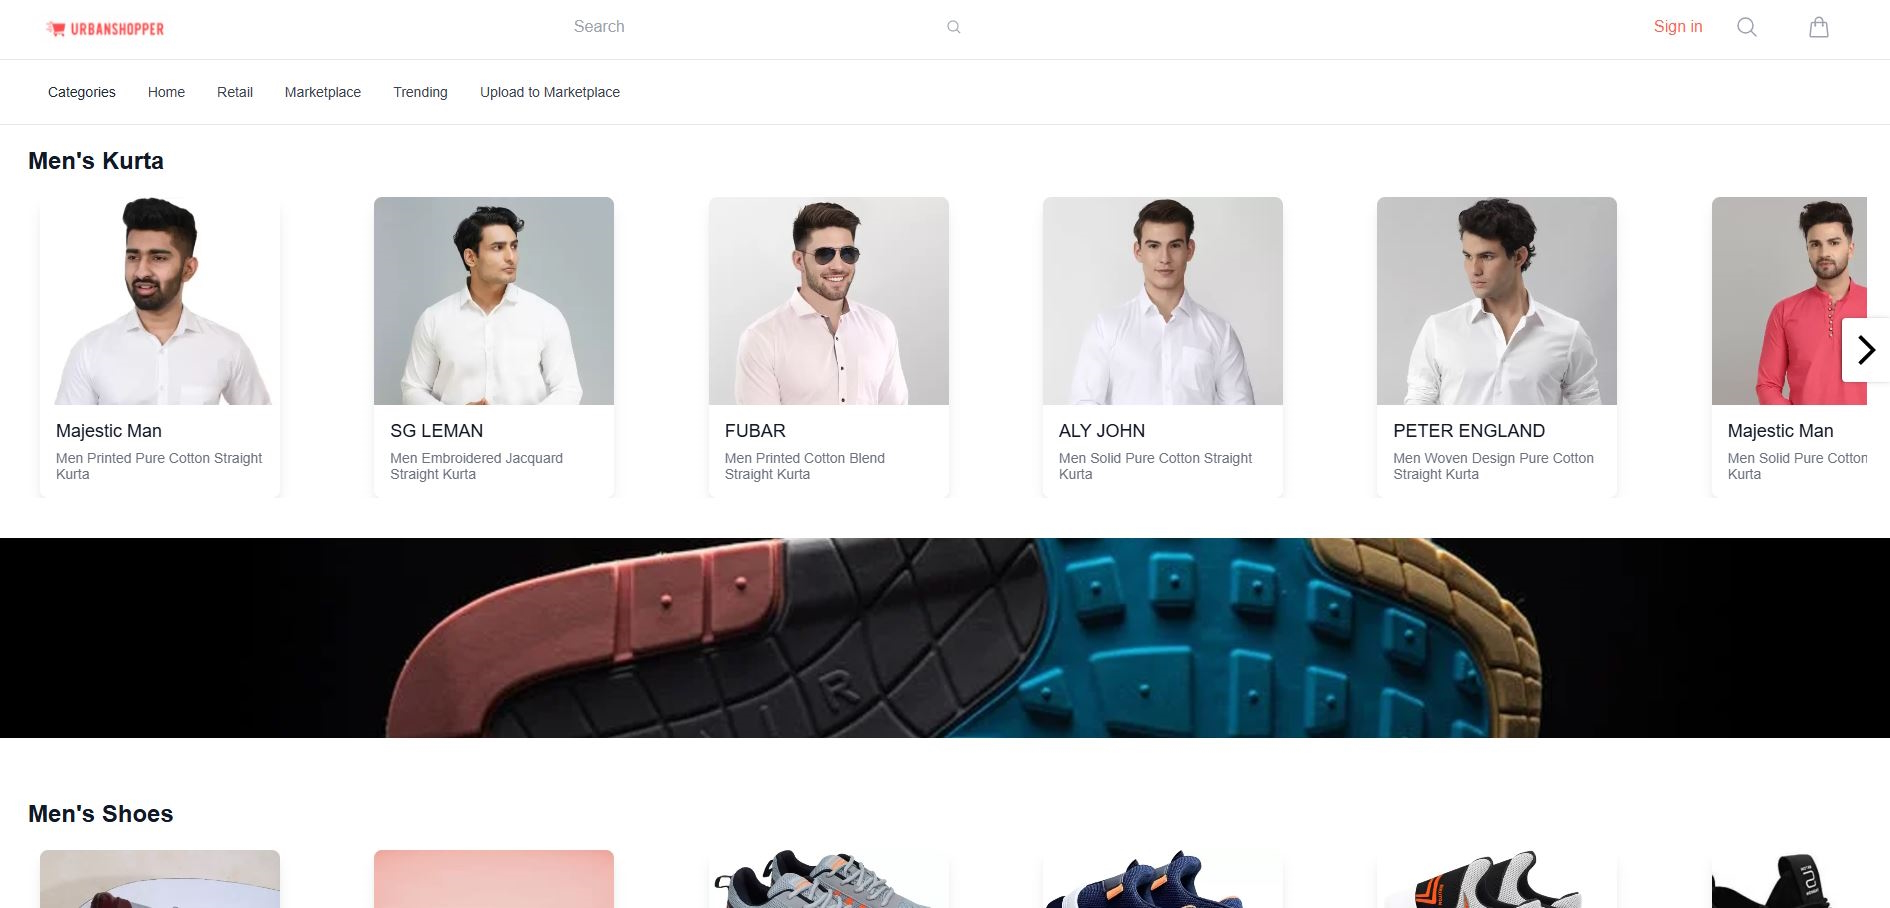 URBANSHOPPER
Search
Sign in
Categories
Home
Retail
Marketplace
Trending
Upload to Marketplace
Men's Kurta
Majestic Man
Men Printed Pure Cotton Straight
Kurta
SG LEMAN
Men Embroidered Jacquard
Straight Kurta
FUBAR
Men Printed Cotton Blend
Straight Kurta
ALY JOHN
Men Solid Pure Cotton Straight
Kurta
PETER ENGLAND
Men Woven Design Pure Cotton
Straight Kurta
Majestic Man
Men Solid Pure Cotton
Kurta
IR
Men's Shoes